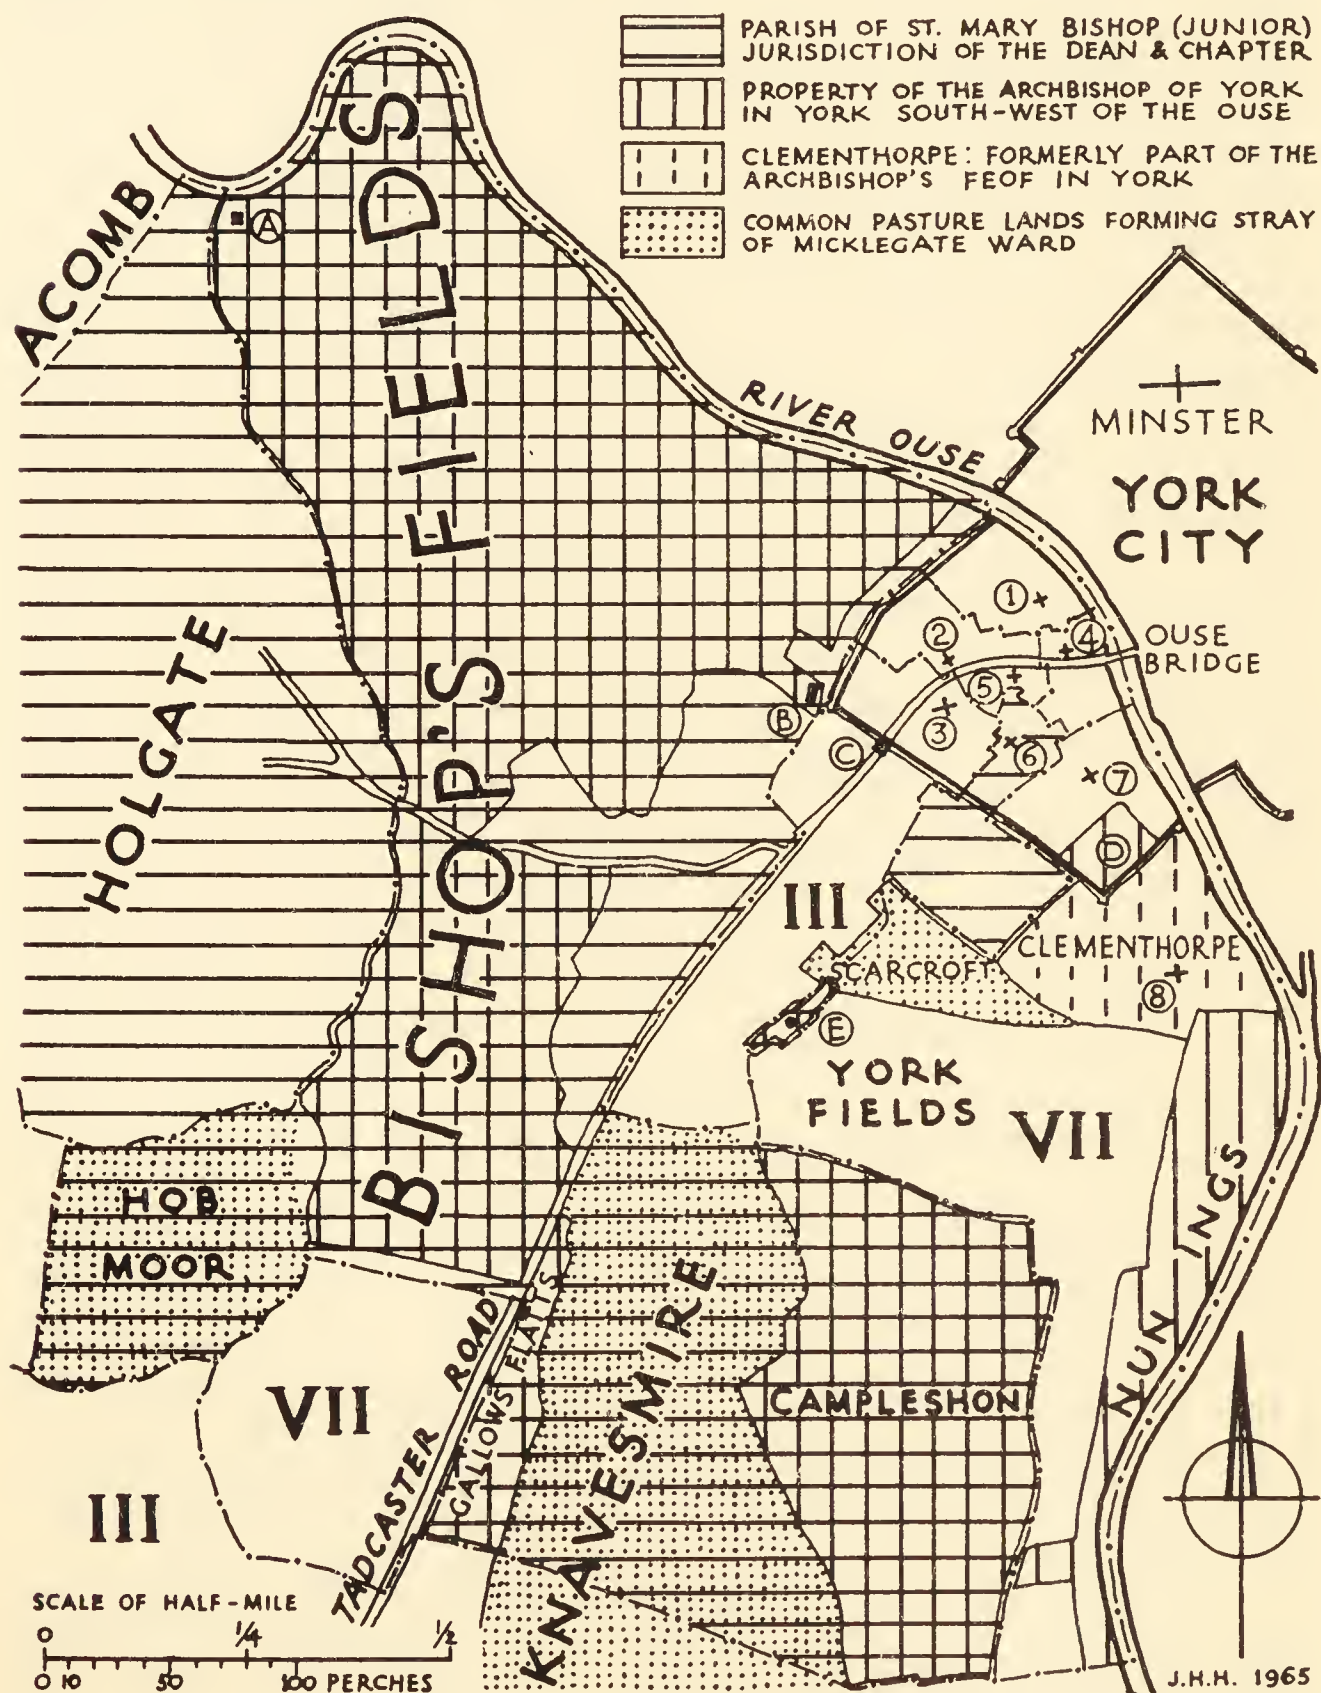 PARISH OF ST. MARY BISHOP (JUNIOR)
JURISDICTION OF THE DEAN & CHAPTER
PROPERTY OF THE ARCHBISHOP OF YORK
IN YORK SOUTH-WEST OF THE OUSE
CLEMENTHORPE: FORMERLY PART OF THE
ARCHBISHOP'S FEOF IN YORK
COMMON PASTURE LANDS FORMING STRAY
OF MICKLEGATE WARD
ACOMB
A
BISHOP'S FIELDS
RIVER OUSE
MINSTER
YORK
CITY
HOLGATE
1
2
4
OUSE
BRIDGE
5
3
B
C
6
7
D
III
CLEMENTHORPE
SCARCROFT
8
E
YORK
FIELDS
VII
HOB
MOOR
NUN INGS
KNAVESMIRE
TADCASTER ROAD
GALLOWS FLATTS
CAMPLESHON
VII
III
SCALE OF HALF-MILE
0 1/4 1/2
0 10 50 100 PERCHES
J.H.H. 1965